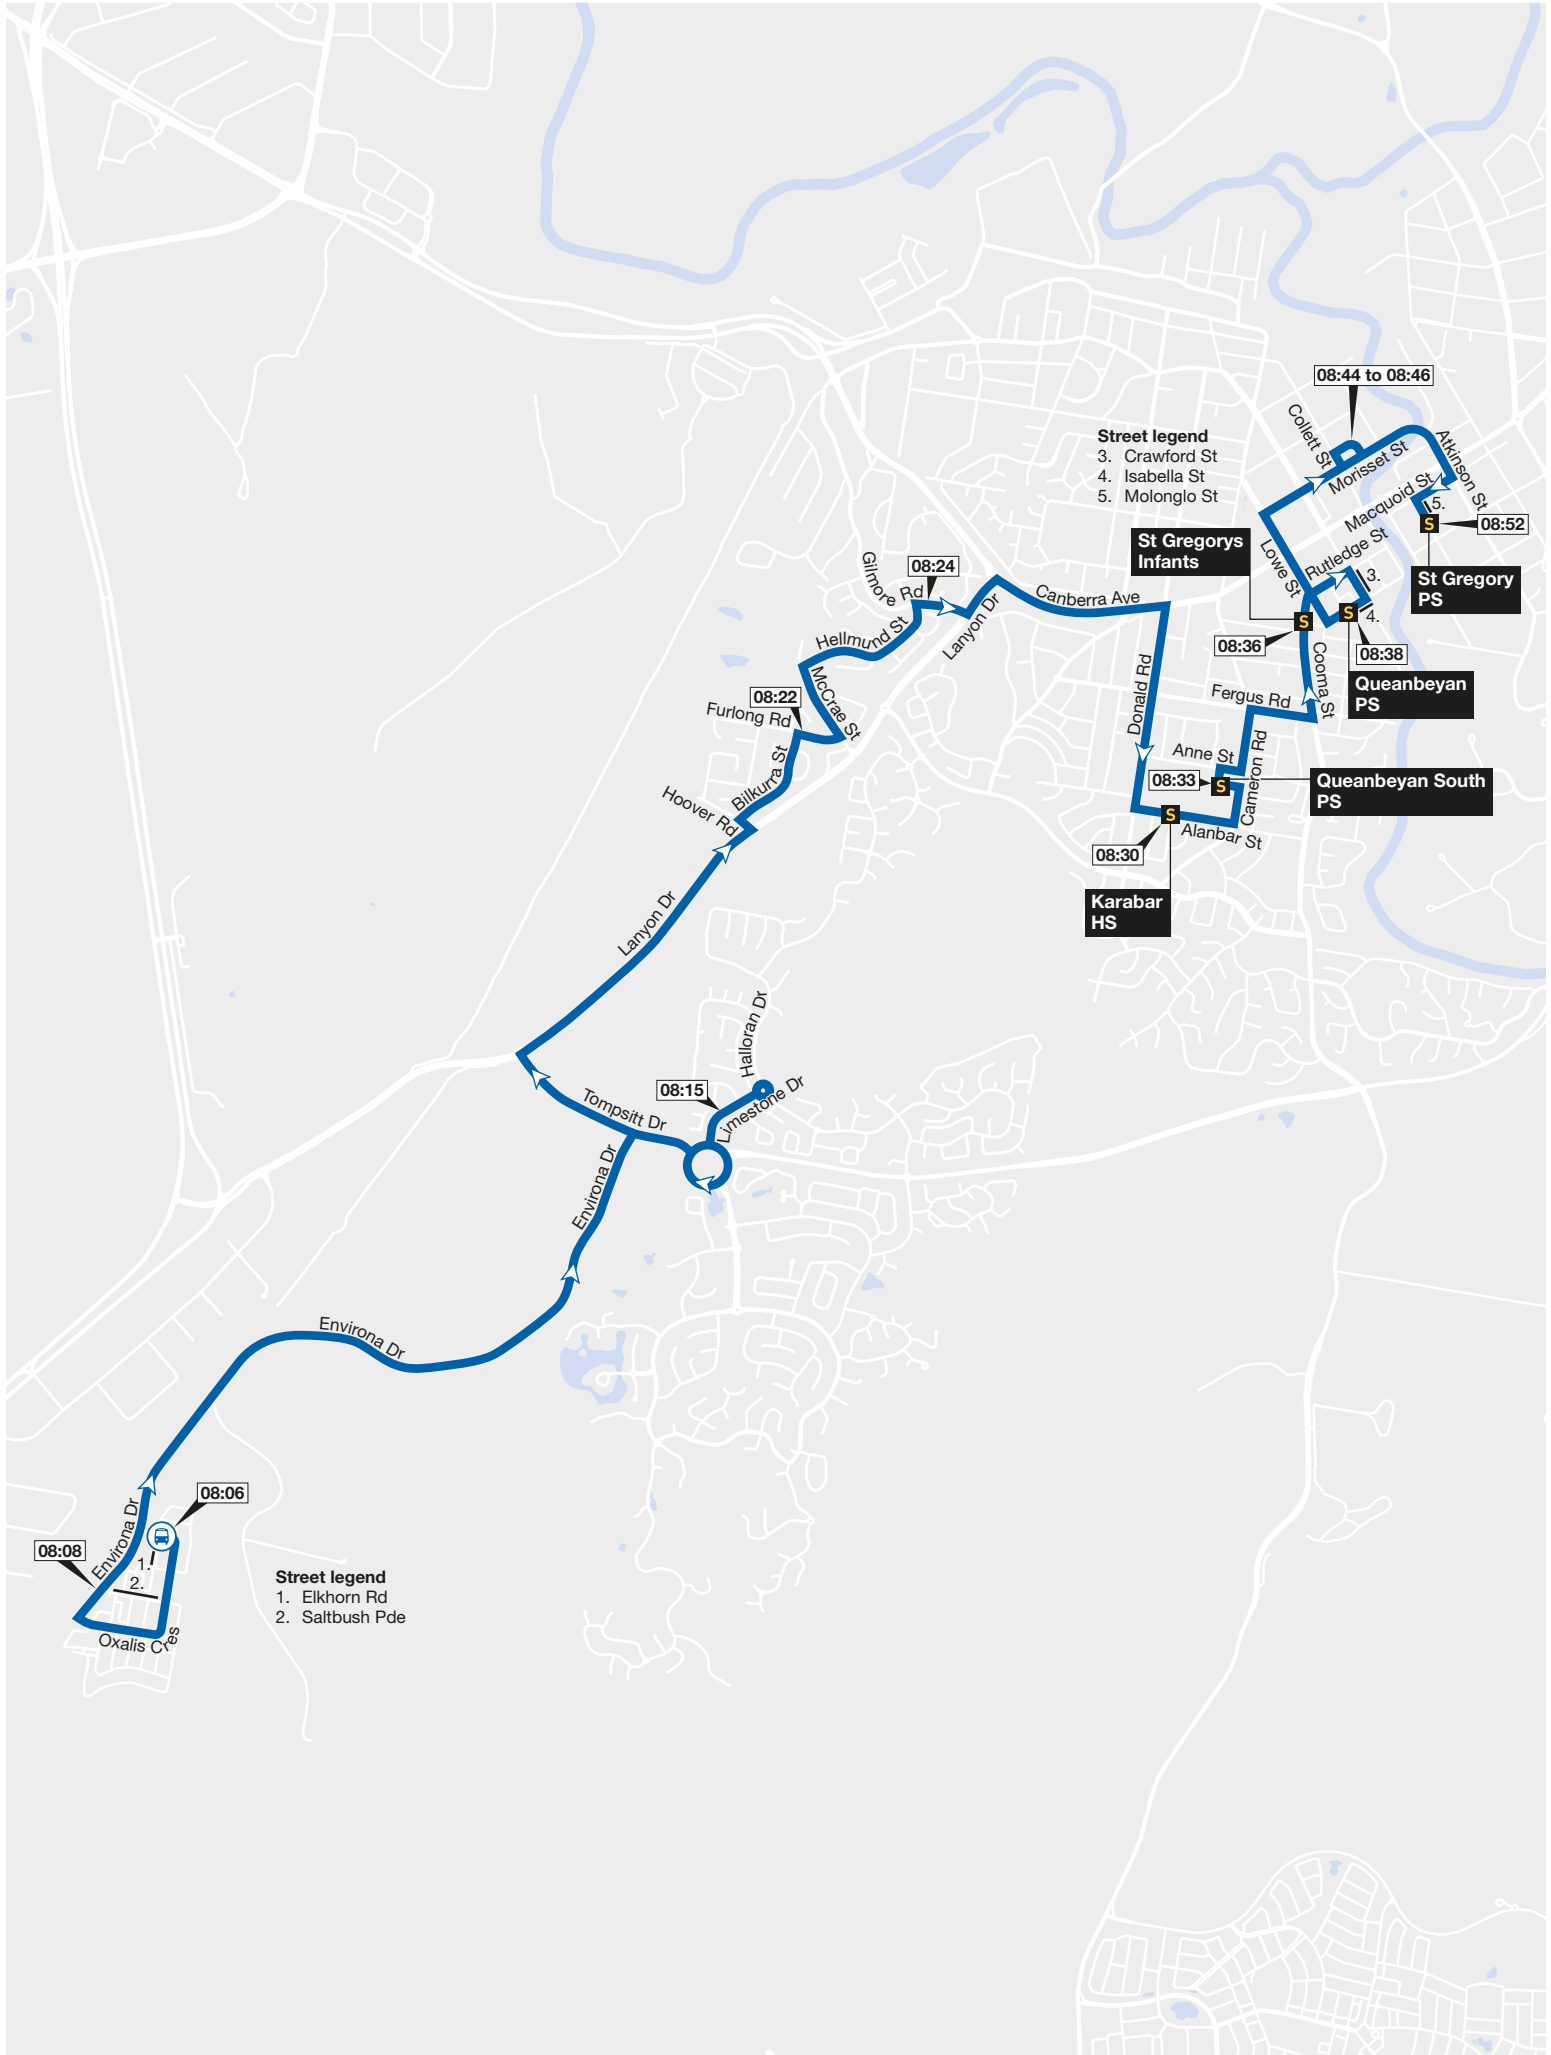 08:44 to 08:46
Collett St
Morisset St
Atkinson St
Street legend
3. Crawford St
4. Isabella St
5. Molonglo St
Macquoid St
5.
08:52
St Gregorys
Infants
Lowe St
Rutledge St
3.
4.
St Gregory
PS
08:36
08:38
Queanbeyan
PS
Gilmore Rd
08:24
Canberra Ave
Lanyon Dr
Hellmund St
McCrae St
08:22
Furlong Rd
Donald Rd
Fergus Rd
Cooma St
Anne St
Cameron Rd
08:33
Queanbeyan South
PS
Bilkurra St
Hoover Rd
Alanbar St
08:30
Karabar
HS
Lanyon Dr
Halloran Dr
08:15
Limestone Dr
Tompsitt Dr
Environa Dr
Environa Dr
08:06
Environa Dr
08:08
1.
2.
Street legend
1. Elkhorn Rd
2. Saltbush Pde
Oxalis Cres